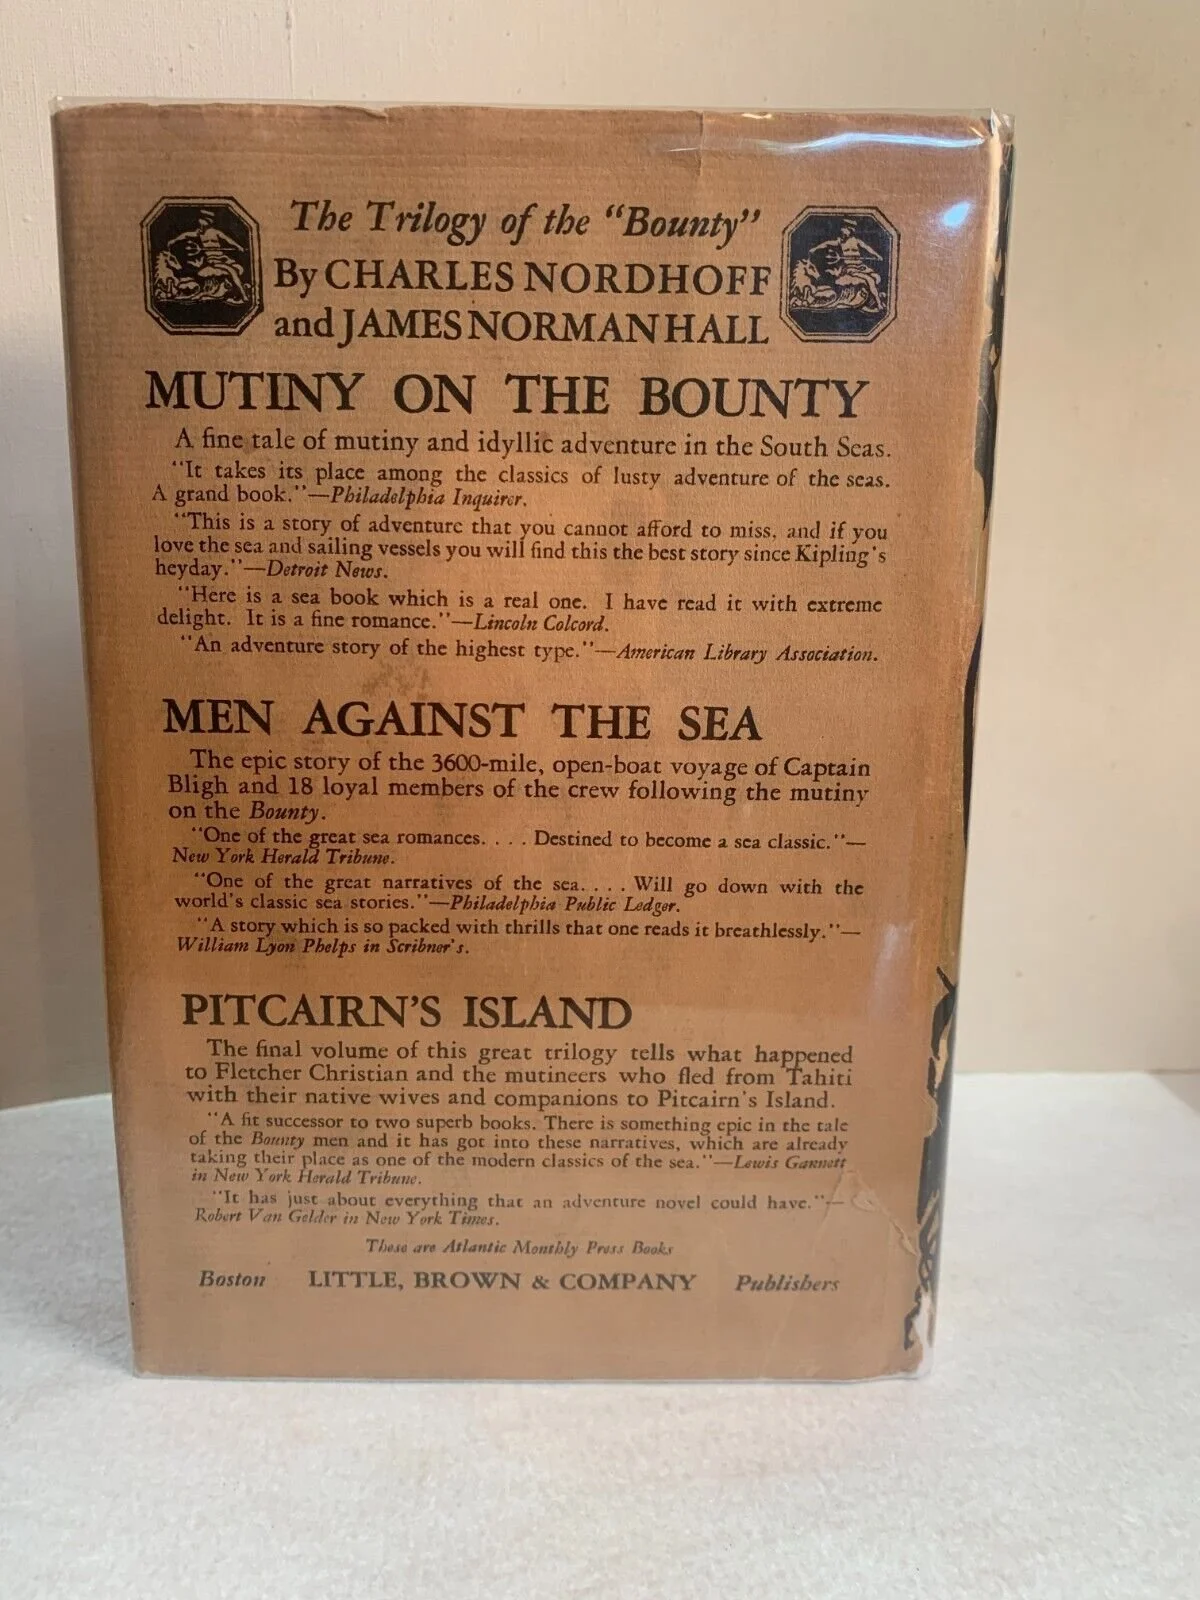 The Trilogy of the "Bounty"
By CHARLES NORDHOFF
and JAMES NORMAN HALL
MUTINY ON THE BOUNTY
A fine tale of mutiny and idyllic adventure in the South Seas.
"It takes its place among the classics of lusty adventure of the seas.
A grand book."—Philadelphia Inquirer.
"This is a story of adventure that you cannot afford to miss, and if you
love the sea and sailing vessels you will find this the best story since Kipling's
heyday."—Detroit News.
"Here is a sea book which is a real one. I have read it with extreme
delight. It is a fine romance."—Lincoln Colcord.
"An adventure story of the highest type."—American Library Association.
MEN AGAINST THE SEA
The epic story of the 3600-mile, open-boat voyage of Captain
Bligh and 18 loyal members of the crew following the mutiny
on the Bounty.
"One of the great sea romances. . . . Destined to become a sea classic."—
New York Herald Tribune.
"One of the great narratives of the sea. . . . Will go down with the
world's classic sea stories."—Philadelphia Public Ledger.
"A story which is so packed with thrills that one reads it breathlessly."—
William Lyon Phelps in Scribner's.
PITCAIRN'S ISLAND
The final volume of this great trilogy tells what happened
to Fletcher Christian and the mutineers who fled from Tahiti
with their native wives and companions to Pitcairn's Island.
"A fit successor to two superb books. There is something epic in the tale
of the Bounty men and it has got into these narratives, which are already
taking their place as one of the modern classics of the sea."—Lewis Gannett
in New York Herald Tribune.
"It has just about everything that an adventure novel could have."—
Robert Van Gelder in New York Times.
These are Atlantic Monthly Press Books
Boston LITTLE, BROWN & COMPANY Publishers